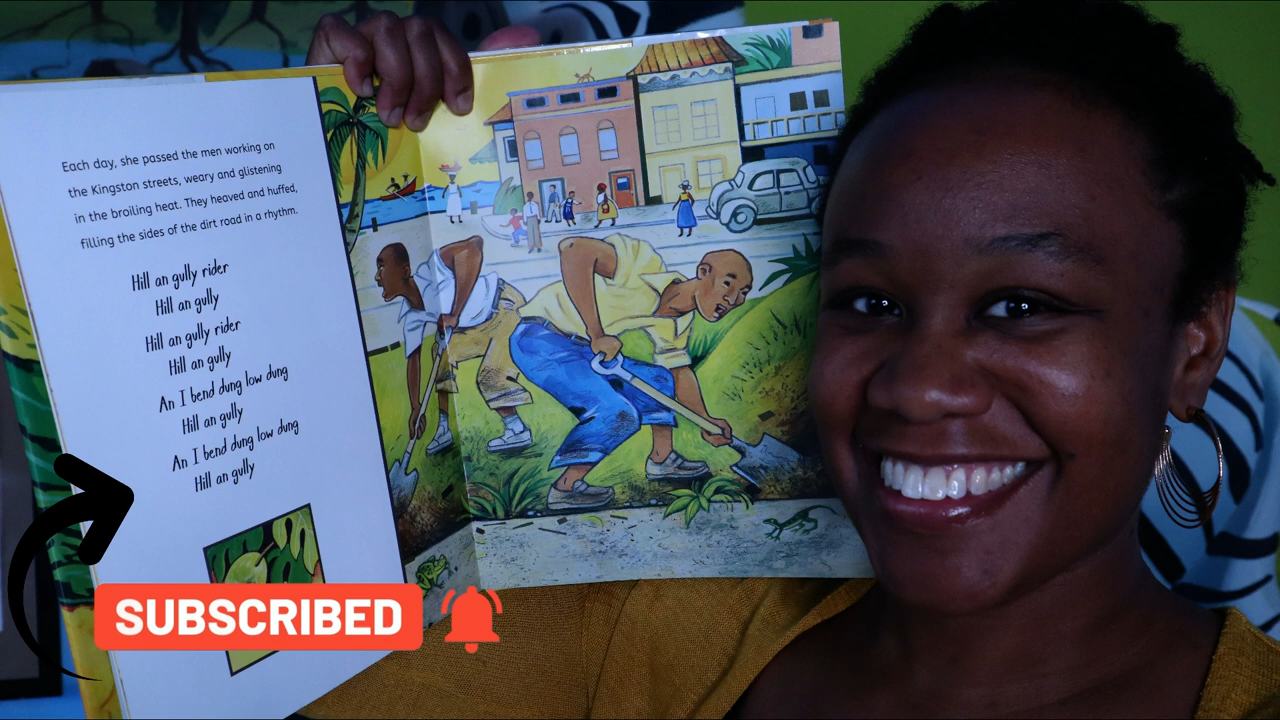 Each day, she passed the men working on
the Kingston streets, weary and glistening
in the broiling heat. They heaved and huffed,
filling the sides of the dirt road in a rhythm.
Hill an gully rider
Hill an gully
Hill an gully rider
Hill an gully
An I bend dung low dung
Hill an gully
An I bend dung low dung
Hill an gully
SUBSCRIBED